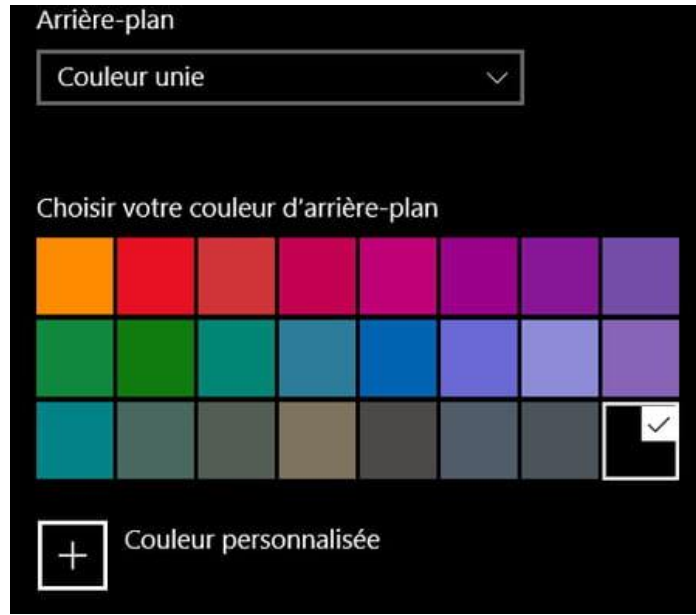 Arrière-plan
Couleur unie
Choisir votre couleur d'arrière-plan
Couleur personnalisée